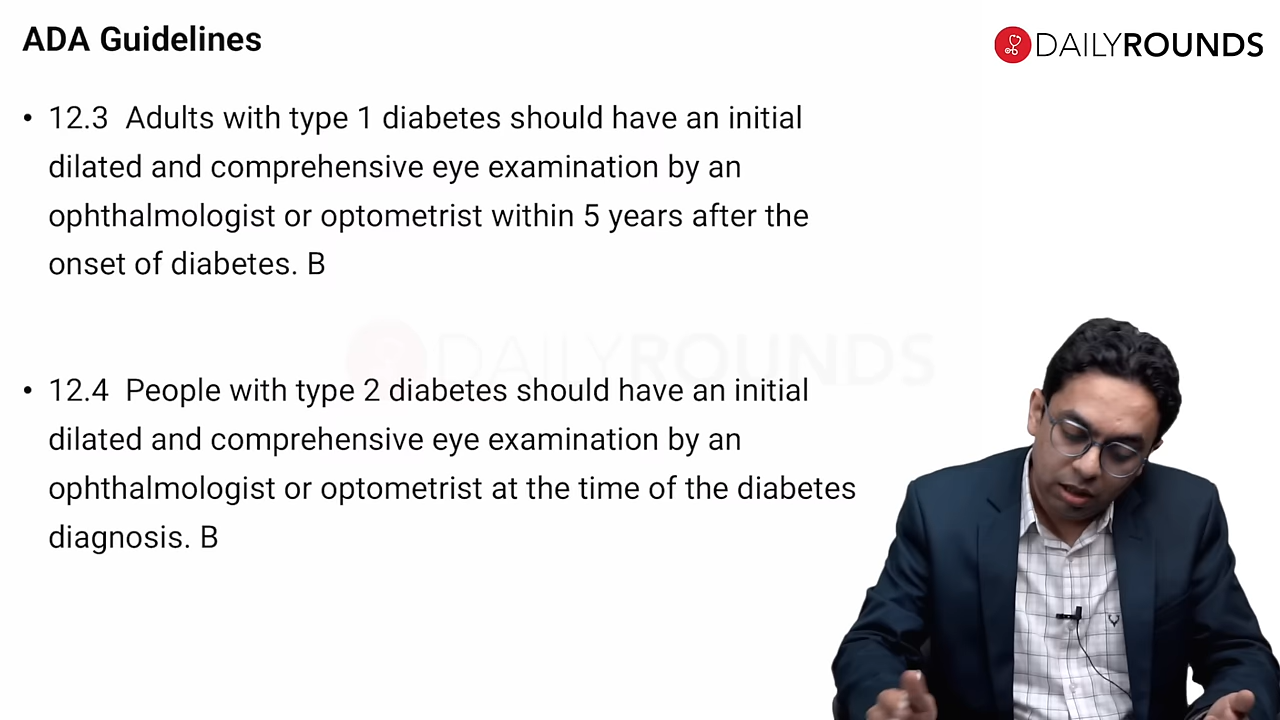 ADA Guidelines
DAILYROUNDS
• 12.3 Adults with type 1 diabetes should have an initial
dilated and comprehensive eye examination by an
ophthalmologist or optometrist within 5 years after the
onset of diabetes. B
DAILYROUNDS
• 12.4 People with type 2 diabetes should have an initial
dilated and comprehensive eye examination by an
ophthalmologist or optometrist at the time of the diabetes
diagnosis. B